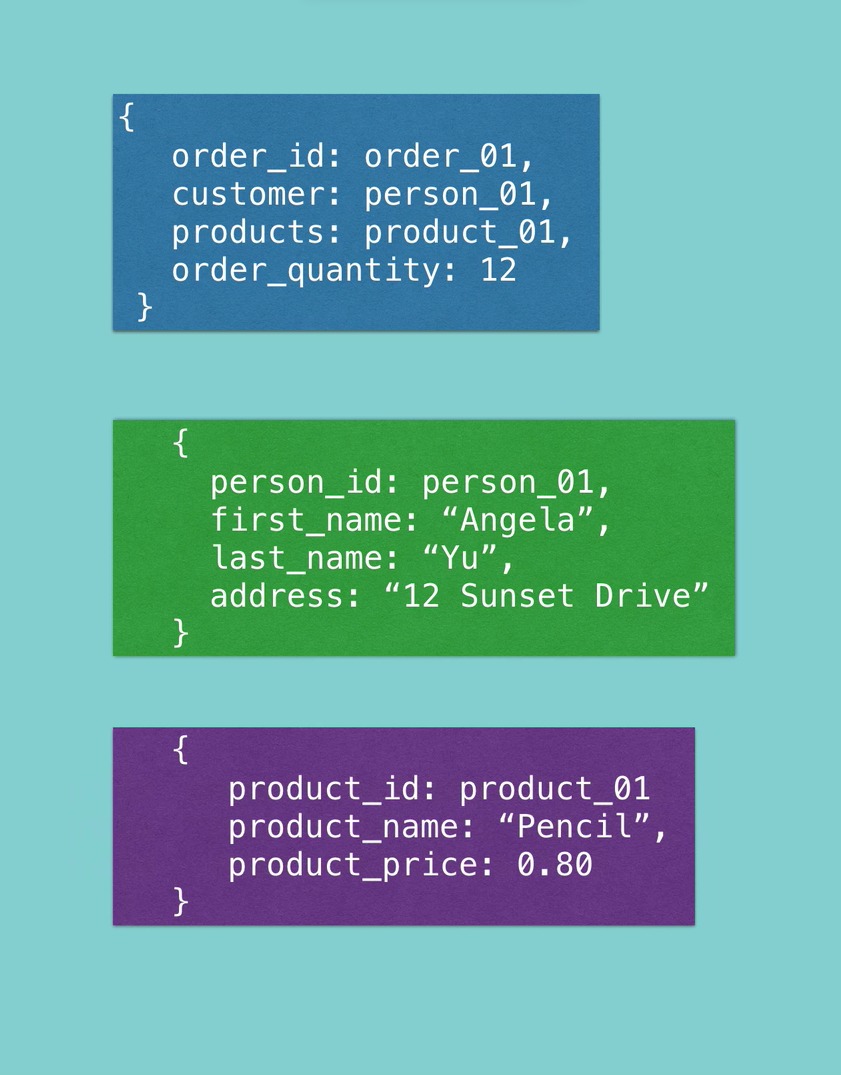 {
order_id: order_01,
customer: person_01,
products: product_01,
order_quantity: 12
}
{
person_id: person_01,
first_name: “Angela”,
last_name: “Yu”,
address: “12 Sunset Drive”
}
{
product_id: product_01
product_name: “Pencil”,
product_price: 0.80
}